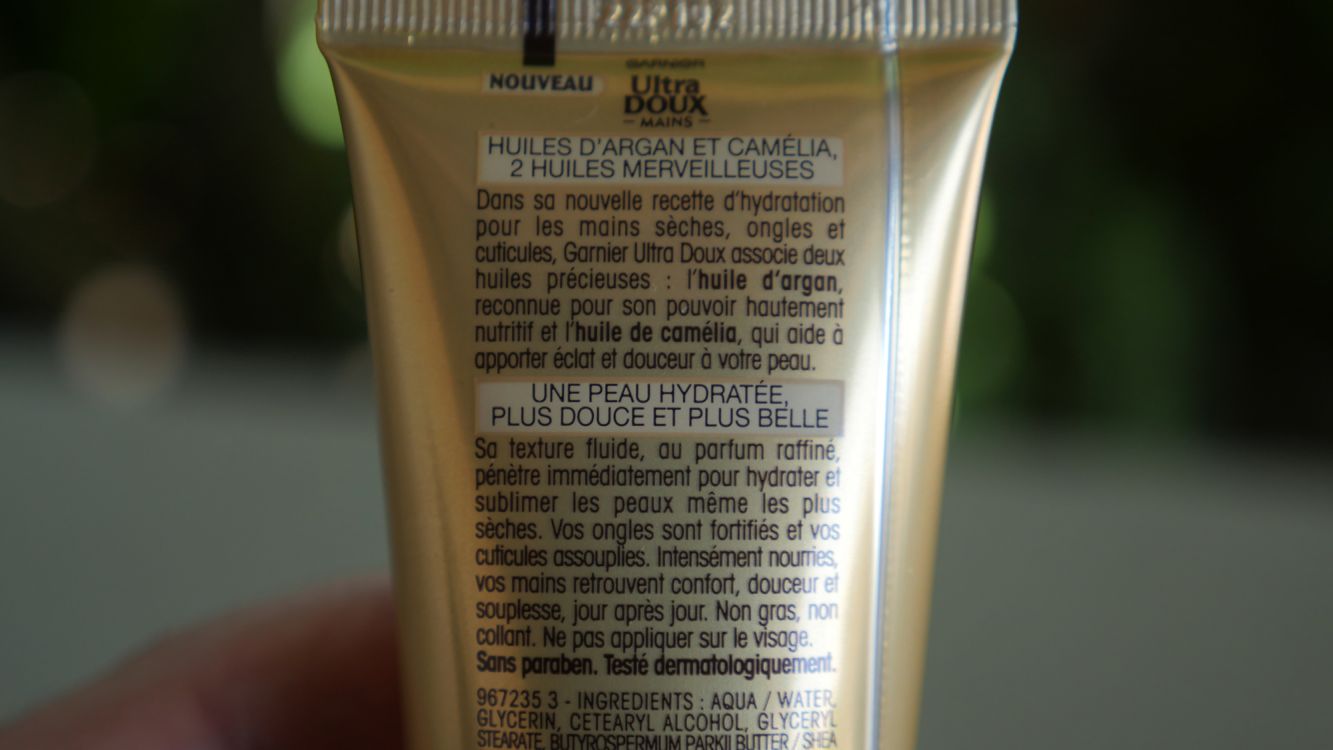 NOUVEAU
GARNIER
Ultra
DOUX
- MAINS -
HUILES D'ARGAN ET CAMÉLIA,
2 HUILES MERVEILLEUSES
Dans sa nouvelle recette d'hydratation
pour les mains sèches, ongles et
cuticules, Garnier Ultra Doux associe deux
huiles précieuses : l'huile d'argan,
reconnue pour son pouvoir hautement
nutritif et l'huile de camélia, qui aide à
apporter éclat et douceur à votre peau.
UNE PEAU HYDRATÉE,
PLUS DOUCE ET PLUS BELLE
Sa texture fluide, au parfum raffiné,
pénètre immédiatement pour hydrater et
sublimer les peaux même les plus
sèches. Vos ongles sont fortifiés et vos
cuticules assouplies. Intensément nourries,
vos mains retrouvent confort, douceur et
souplesse, jour après jour. Non gras, non
collant. Ne pas appliquer sur le visage.
Sans paraben. Testé dermatologiquement.
967235 3 - INGREDIENTS : AQUA / WATER,
GLYCERIN, CETEARYL ALCOHOL, GLYCERYL
STEARATE, BUTYROSPERMUM PARKII BUTTER / SHEA